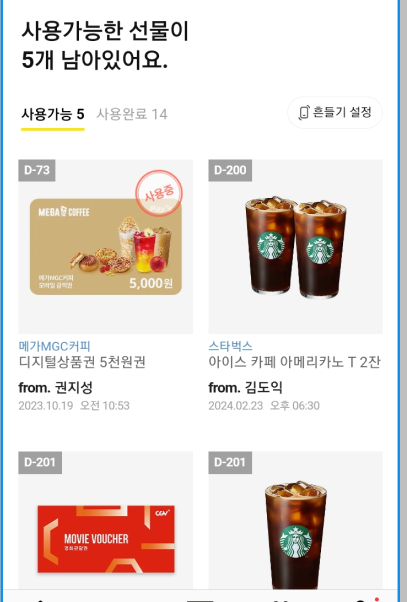 사용가능한 선물이
5개 남아있어요.
사용가능 5 사용완료 14
흔들기 설정
D-73
사용중
MEGA COFFEE
메가MGC커피
모바일 금액권
5,000원
메가MGC커피
디지털상품권 5천원권
from. 권지성
2023.10.19 오전 10:53
D-200
스타벅스
아이스 카페 아메리카노 T 2잔
from. 김도익
2024.02.23 오후 06:30
D-201
CGV
MOVIE VOUCHER
영화관람권
D-201